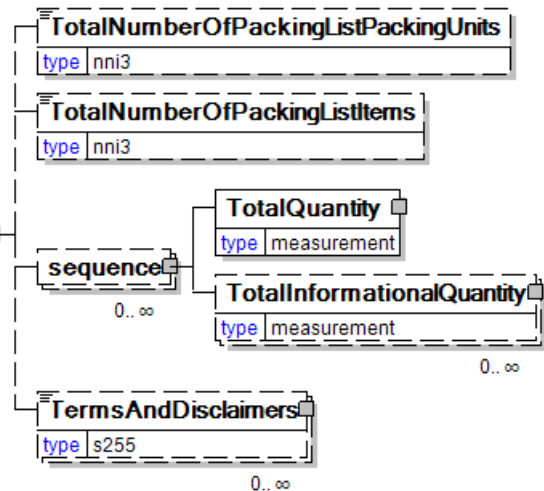 TotalNumberOfPackingListPackingUnits
type nni3
TotalNumberOfPackingListItems
type nni3
TotalQuantity
type measurement
sequence
0.. ∞
TotalInformationalQuantity
type measurement
0.. ∞
TermsAndDisclaimers
type s255
0.. ∞